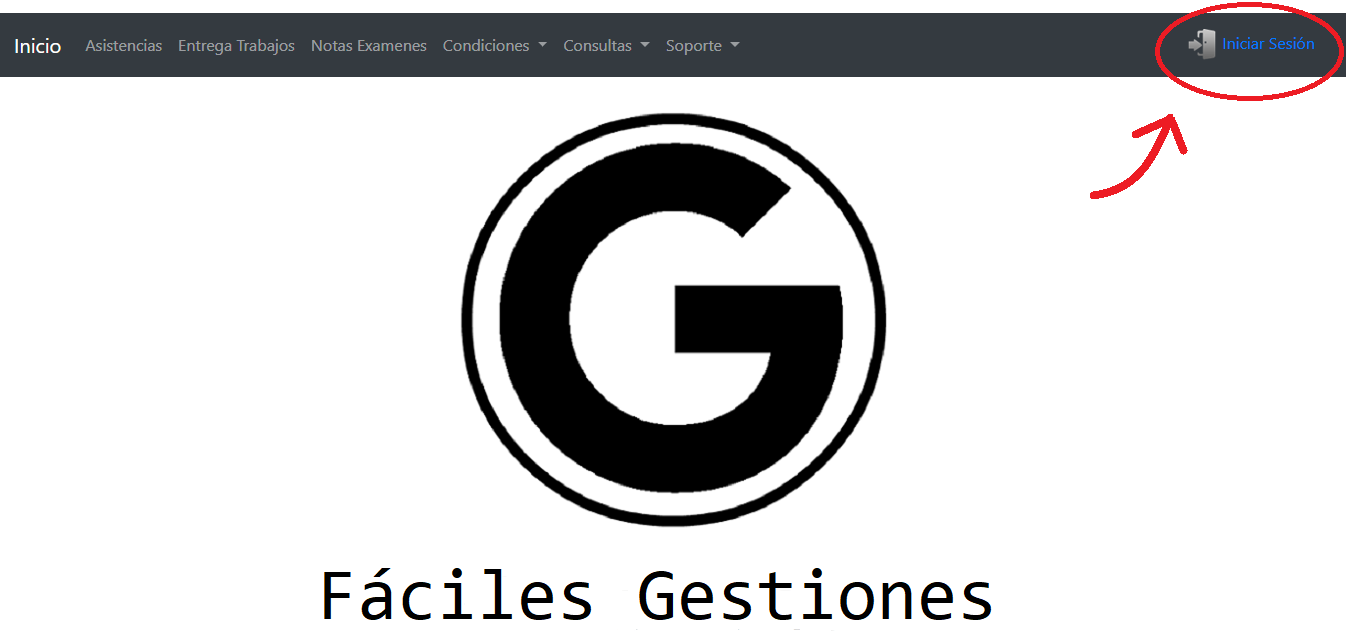 Inicio Asistencias Entrega Trabajos Notas Examenes Condiciones Consultas Soporte Iniciar Sesión
G
Fáciles Gestiones